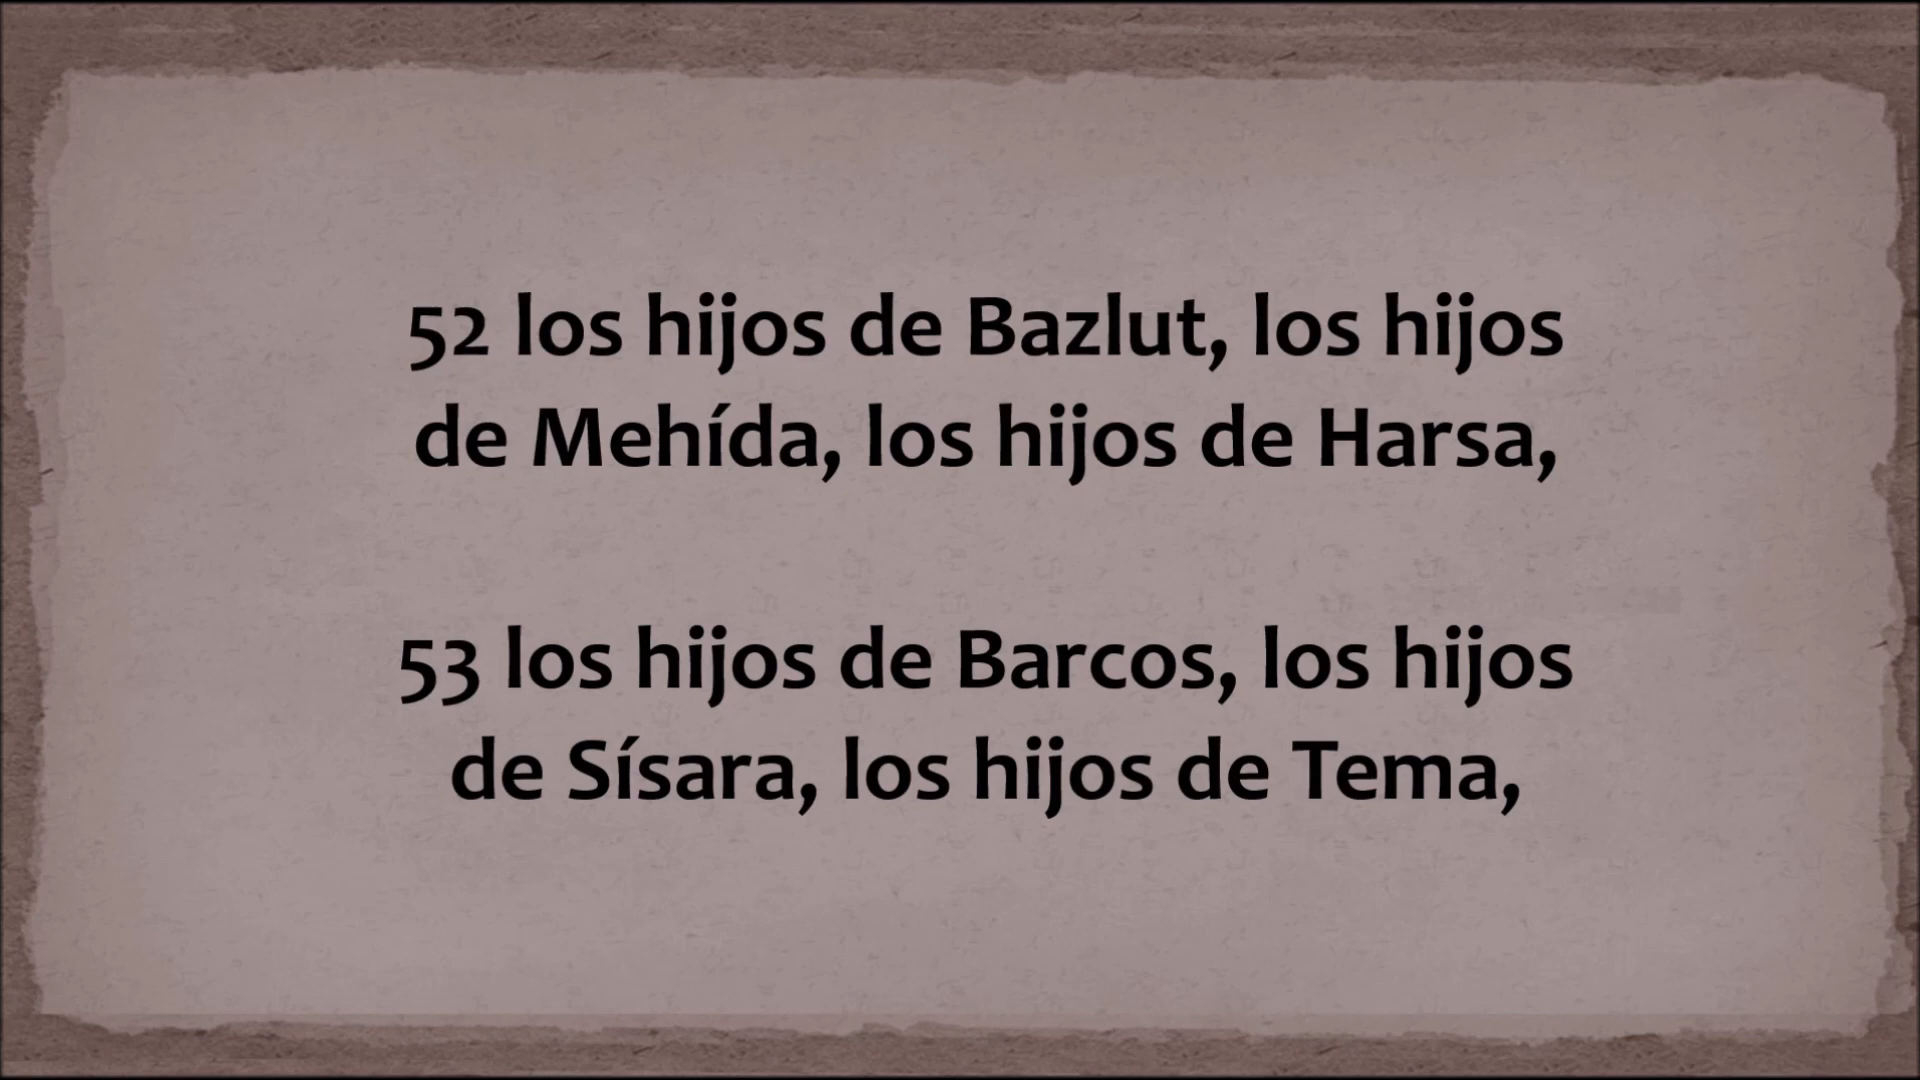 52 los hijos de Bazlut, los hijos
de Mehída, los hijos de Harsa,
53 los hijos de Barcos, los hijos
de Sísara, los hijos de Tema,